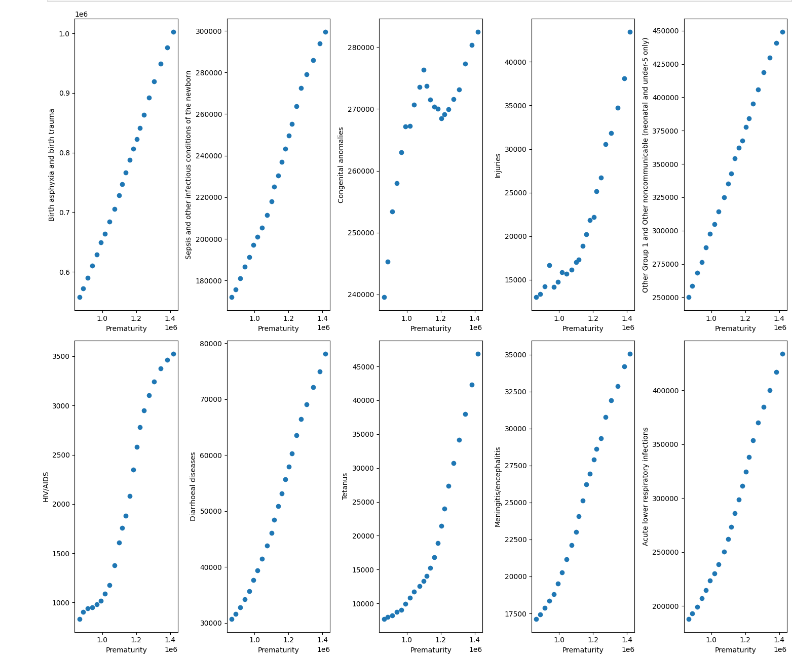 1e6
Birth asphyxia and birth trauma
1.0
0.9
0.8
0.7
0.6
1.0 1.2 1.4
Prematurity 1e6
Sepsis and other infectious conditions of the newborn
300000
280000
260000
240000
220000
200000
180000
1.0 1.2 1.4
Prematurity 1e6
Congenital anomalies
280000
270000
260000
250000
240000
1.0 1.2 1.4
Prematurity 1e6
Injuries
40000
35000
30000
25000
20000
15000
1.0 1.2 1.4
Prematurity 1e6
Other Group 1 and Other noncommunicable (neonatal and under-5 only)
450000
425000
400000
375000
350000
325000
300000
275000
250000
1.0 1.2 1.4
Prematurity 1e6
HIV/AIDS
3500
3000
2500
2000
1500
1000
1.0 1.2 1.4
Prematurity 1e6
Diarrhoeal diseases
80000
70000
60000
50000
40000
30000
1.0 1.2 1.4
Prematurity 1e6
Tetanus
45000
40000
35000
30000
25000
20000
15000
10000
1.0 1.2 1.4
Prematurity 1e6
Meningitis/encephalitis
35000
32500
30000
27500
25000
22500
20000
17500
1.0 1.2 1.4
Prematurity 1e6
Acute lower respiratory infections
400000
350000
300000
250000
200000
1.0 1.2 1.4
Prematurity 1e6